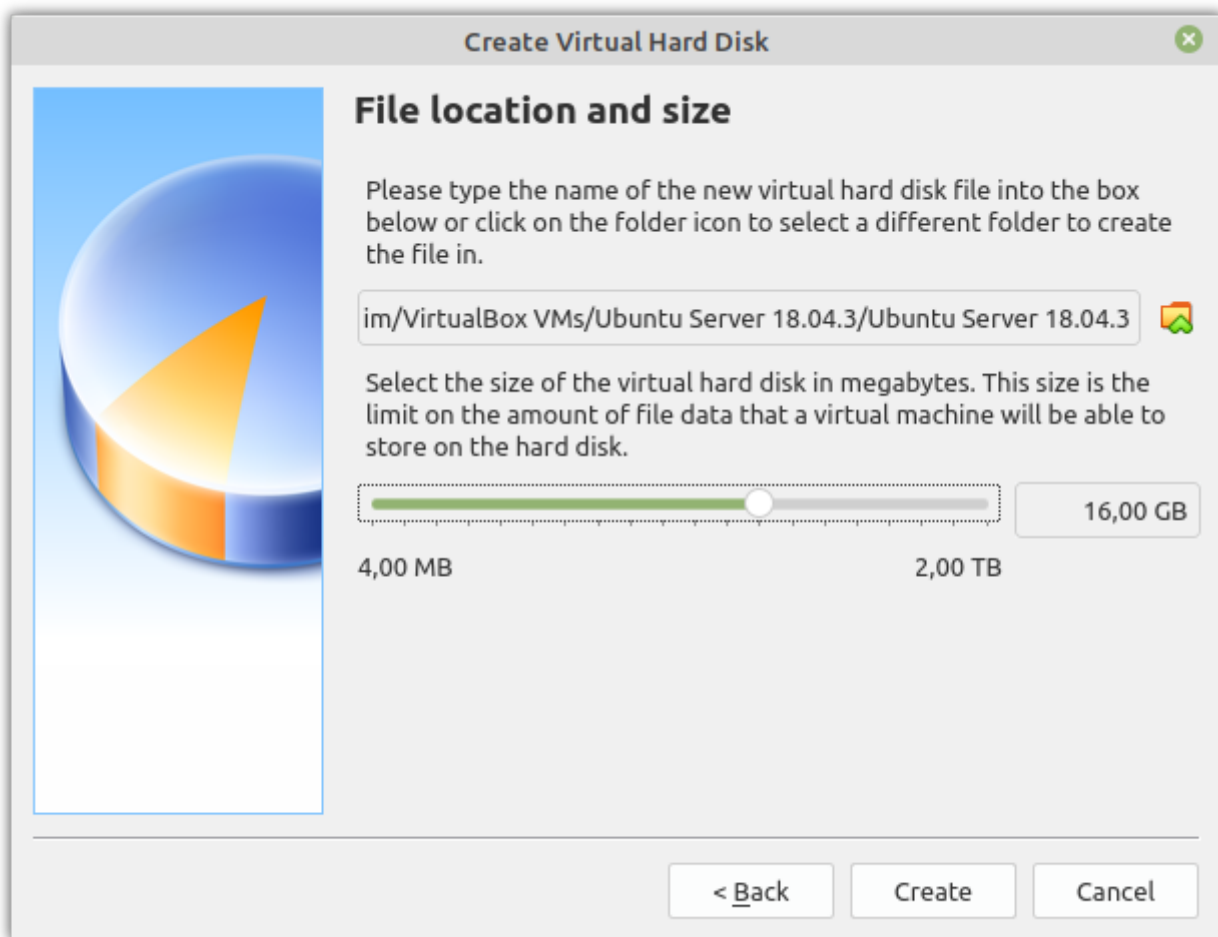 Create Virtual Hard Disk
File location and size
Please type the name of the new virtual hard disk file into the box
below or click on the folder icon to select a different folder to create
the file in.
im/VirtualBox VMs/Ubuntu Server 18.04.3/Ubuntu Server 18.04.3
Select the size of the virtual hard disk in megabytes. This size is the
limit on the amount of file data that a virtual machine will be able to
store on the hard disk.
16,00 GB
4,00 MB 2,00 TB
< Back Create Cancel